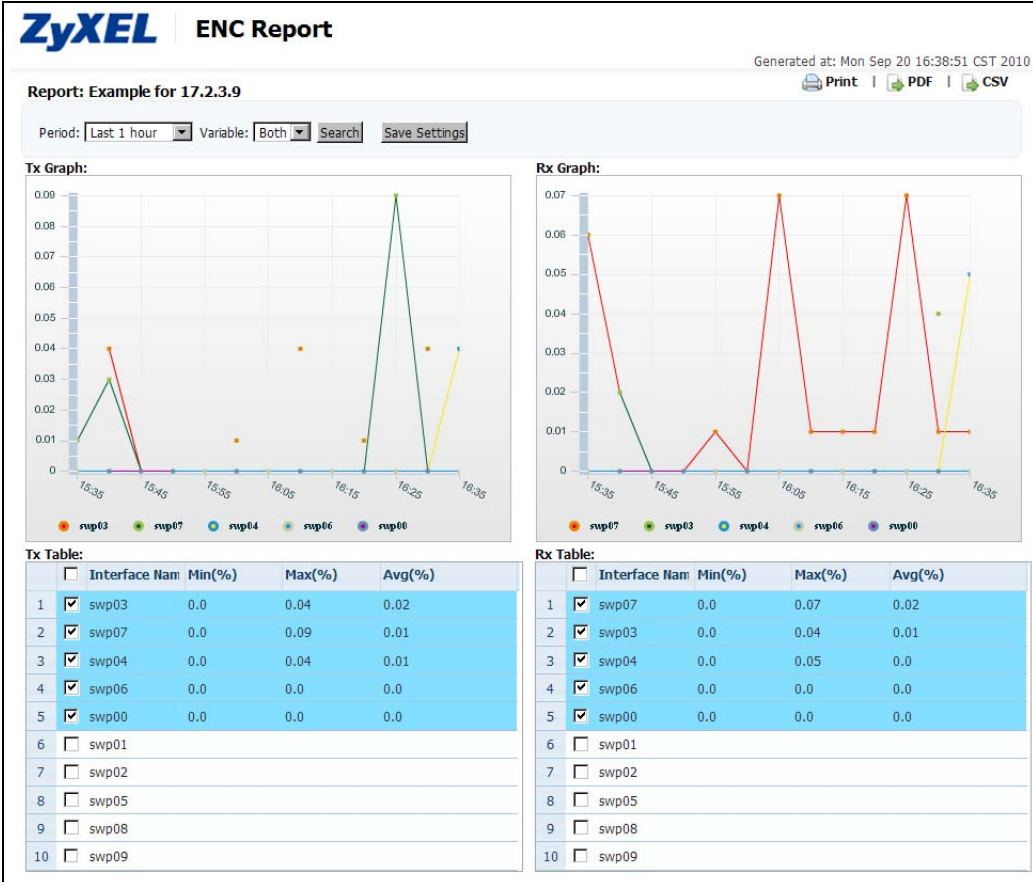 ZyXEL ENC Report
Generated at: Mon Sep 20 16:38:51 CST 2010
Report: Example for 17.2.3.9
Print | PDF | CSV
Period: Last 1 hour Variable: Both Search Save Settings
Tx Graph:
0.09
0.08
0.07
0.06
0.05
0.04
0.03
0.02
0.01
0
15:35 15:45 15:55 16:05 16:15 16:25 16:35
swp03 swp07 swp04 swp06 swp00
Rx Graph:
0.07
0.06
0.05
0.04
0.03
0.02
0.01
0
15:35 15:45 15:55 16:05 16:15 16:25 16:35
swp07 swp03 swp04 swp06 swp00
Tx Table:
Interface Nam Min(%) Max(%) Avg(%)
1 swp03 0.0 0.04 0.02
2 swp07 0.0 0.09 0.01
3 swp04 0.0 0.04 0.01
4 swp06 0.0 0.0 0.0
5 swp00 0.0 0.0 0.0
6 swp01
7 swp02
8 swp05
9 swp08
10 swp09
Rx Table:
Interface Nam Min(%) Max(%) Avg(%)
1 swp07 0.0 0.07 0.02
2 swp03 0.0 0.04 0.01
3 swp04 0.0 0.05 0.0
4 swp06 0.0 0.0 0.0
5 swp00 0.0 0.0 0.0
6 swp01
7 swp02
8 swp05
9 swp08
10 swp09